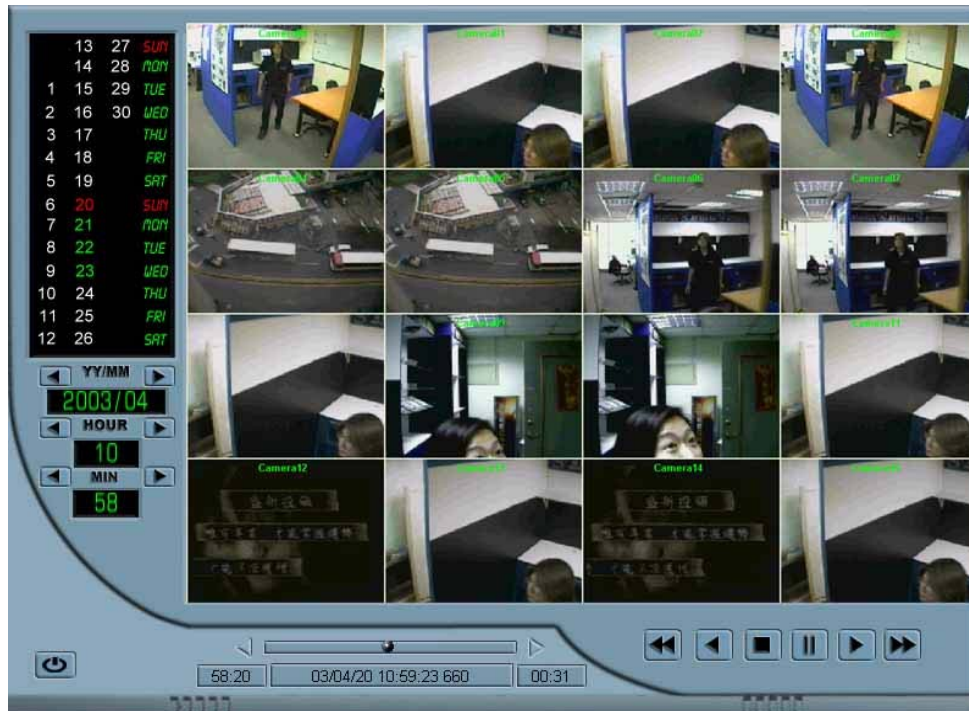 13 27 SUN
14 28 MON
1 15 29 TUE
2 16 30 WED
3 17 THU
4 18 FRI
5 19 SAT
6 20 SUN
7 21 MON
8 22 TUE
9 23 WED
10 24 THU
11 25 FRI
12 26 SAT
YY/MM
2003/04
HOUR
10
MIN
58
Camera01
Camera02
Camera06
Camera07
Camera11
Camera12
Camera13
Camera14
58:20
03/04/20 10:59:23 660
00:31